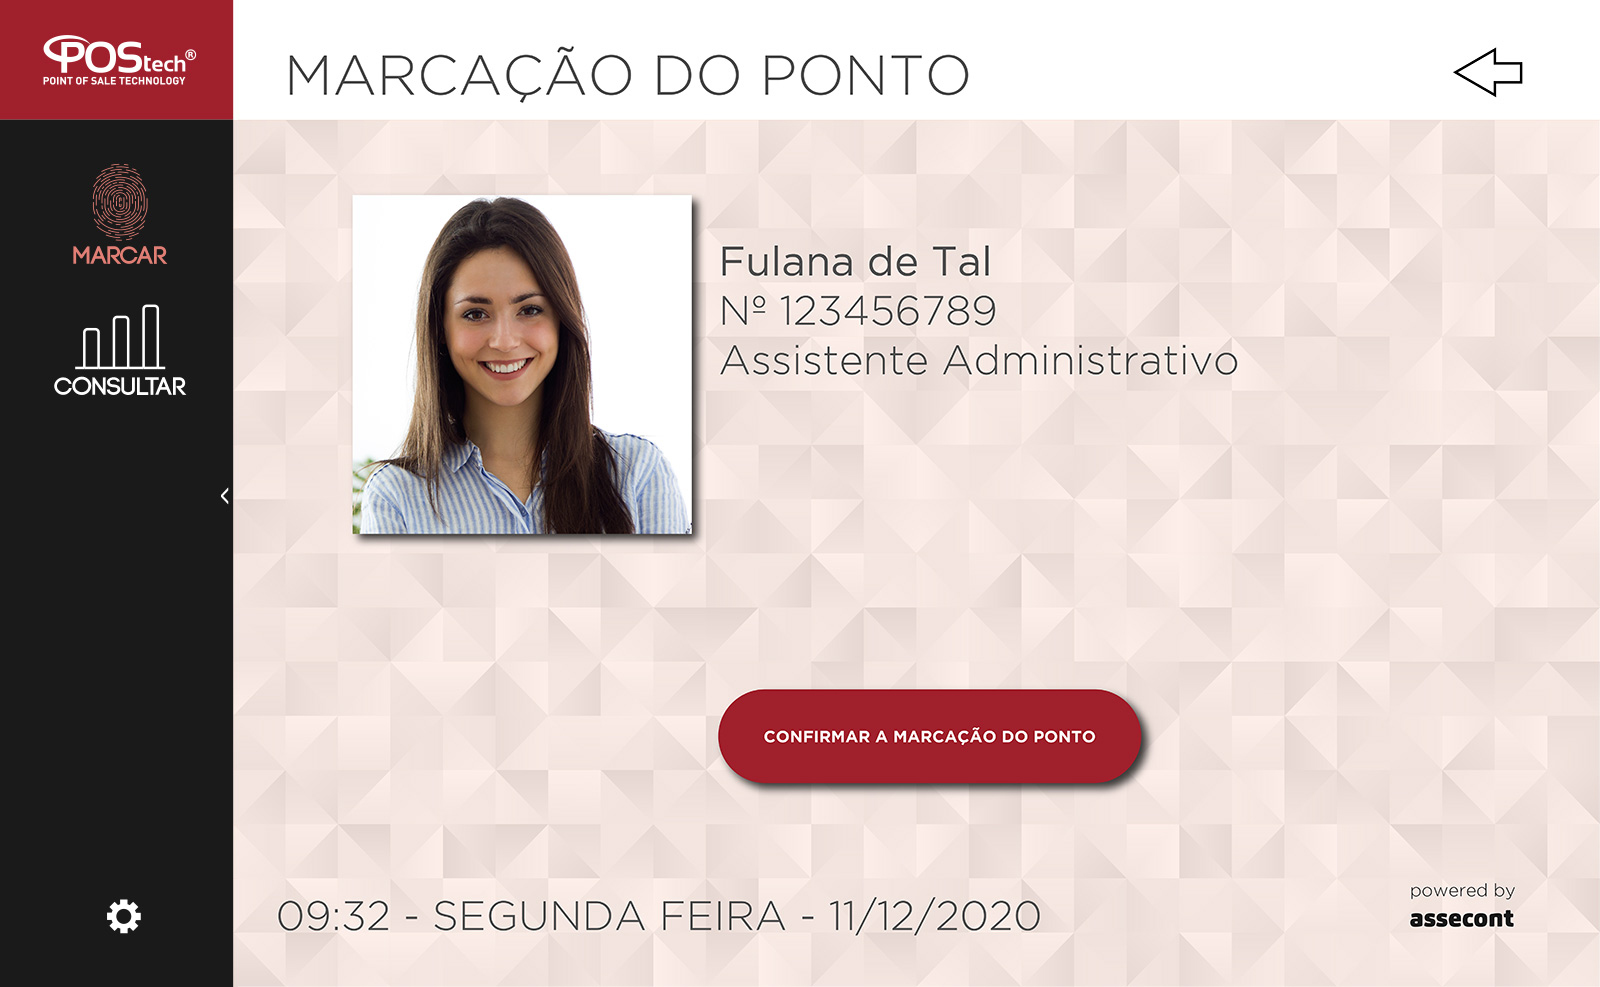 POStech®
POINT OF SALE TECHNOLOGY
MARCAÇÃO DO PONTO
MARCAR
CONSULTAR
Fulana de Tal
Nº 123456789
Assistente Administrativo
CONFIRMAR A MARCAÇÃO DO PONTO
09:32 - SEGUNDA FEIRA - 11/12/2020
powered by
assecont